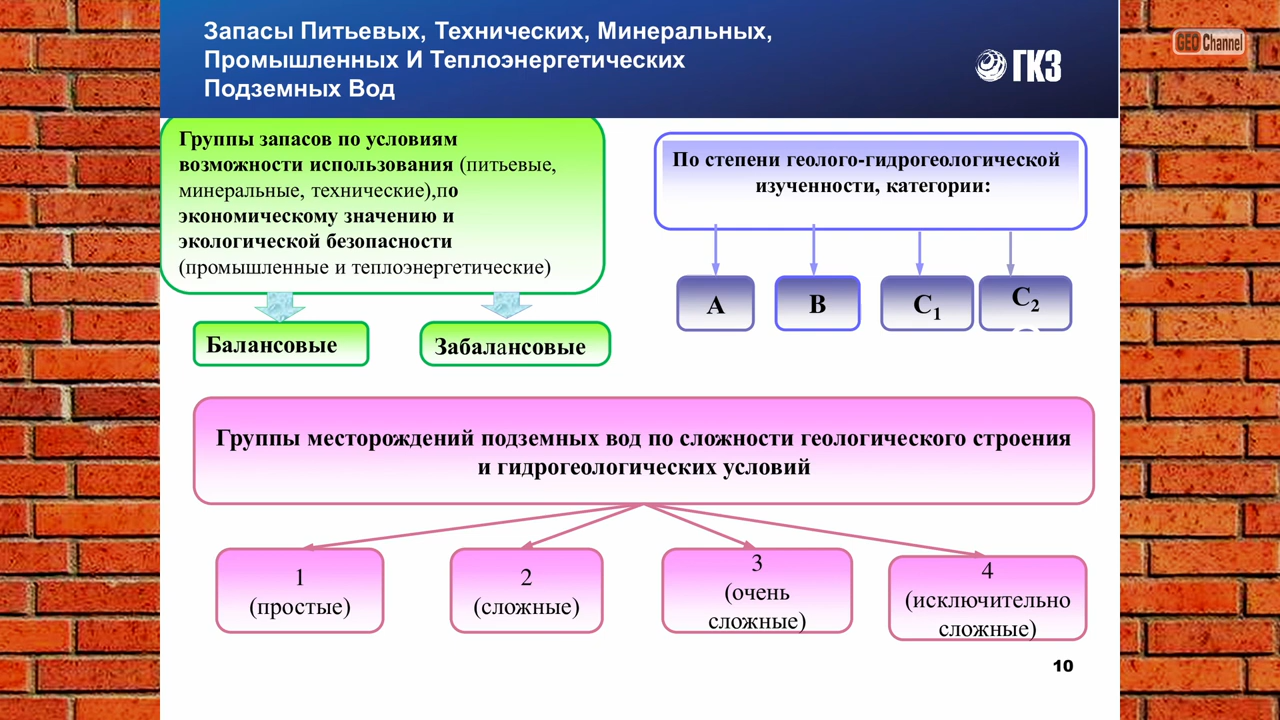 Запасы Питьевых, Технических, Минеральных,
Промышленных И Теплоэнергетических
Подземных Вод
ГКЗ
GEO Channel
Группы запасов по условиям
возможности использования (питьевые,
минеральные, технические),по
экономическому значению и
экологической безопасности
(промышленные и теплоэнергетические)
Балансовые
Забалансовые
По степени геолого-гидрогеологической
изученности, категории:
А
В
С₁
С₂
Группы месторождений подземных вод по сложности геологического строения
и гидрогеологических условий
1
(простые)
2
(сложные)
3
(очень
сложные)
4
(исключительно
сложные)
10